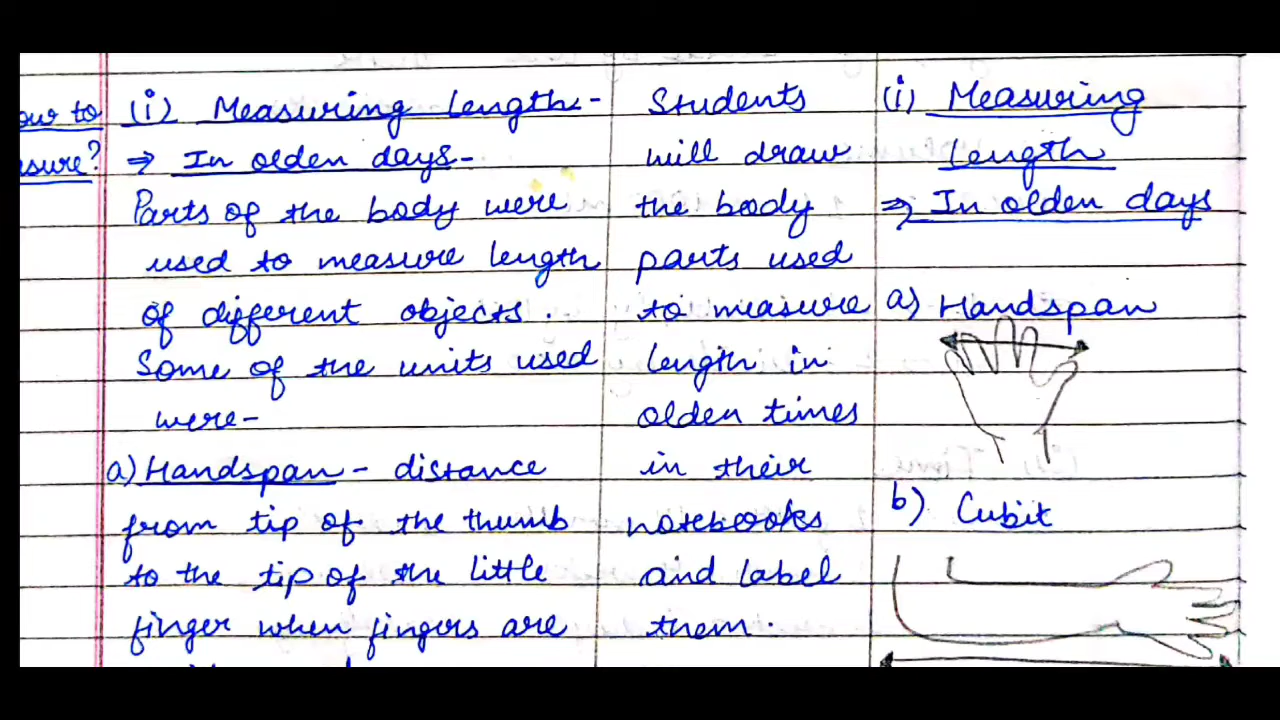 (i) Measuring length-
⇒ In olden days-
Parts of the body were
used to measure length
of different objects.
Some of the units used
were-
a) Handspan - distance
from tip of the thumb
to the tip of the little
finger when fingers are
Students
will draw
the body
parts used
to measure
length in
olden times
in their
notebooks
and label
them.
(i) Measuring
length
⇒ In olden days
a) Handspan
b) Cubit